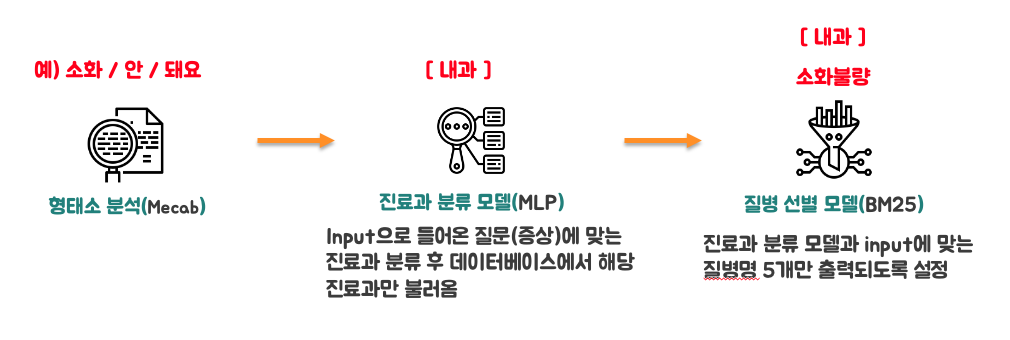 예) 소화 / 안 / 돼요
형태소 분석(Mecab)
[ 내과 ]
진료과 분류 모델(MLP)
Input으로 들어온 질문(증상)에 맞는
진료과 분류 후 데이터베이스에서 해당
진료과만 불러옴
[ 내과 ]
소화불량
질병 선별 모델(BM25)
진료과 분류 모델과 input에 맞는
질병명 5개만 출력되도록 설정